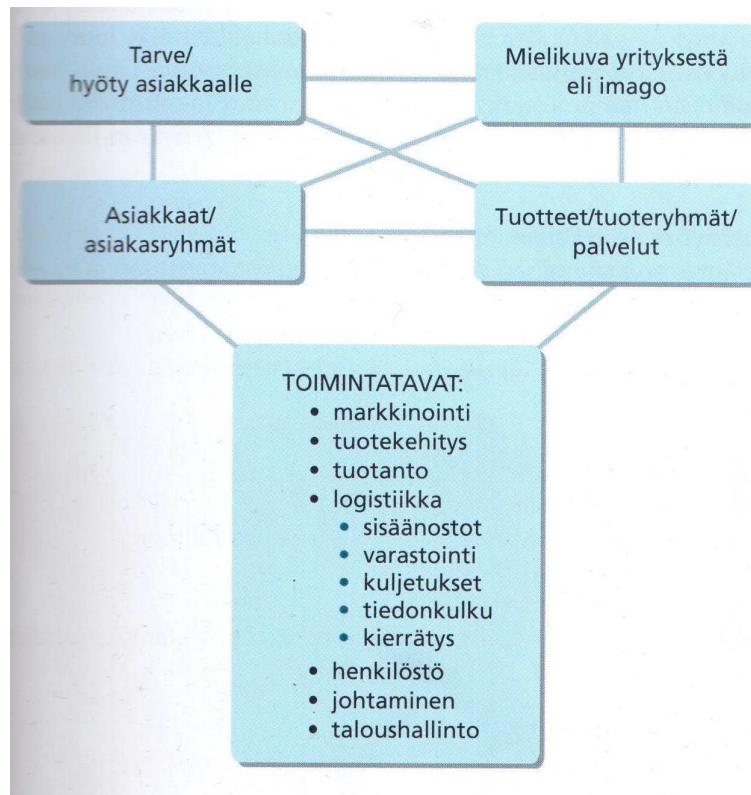 Tarve/
hyöty asiakkaalle
Mielikuva yrityksestä
eli imago
Asiakkaat/
asiakasryhmät
Tuotteet/tuoteryhmät/
palvelut
TOIMINTATAVAT:
• markkinointi
• tuotekehitys
• tuotanto
• logistiikka
• sisäänostot
• varastointi
• kuljetukset
• tiedonkulku
• kierrätys
• henkilöstö
• johtaminen
• taloushallinto